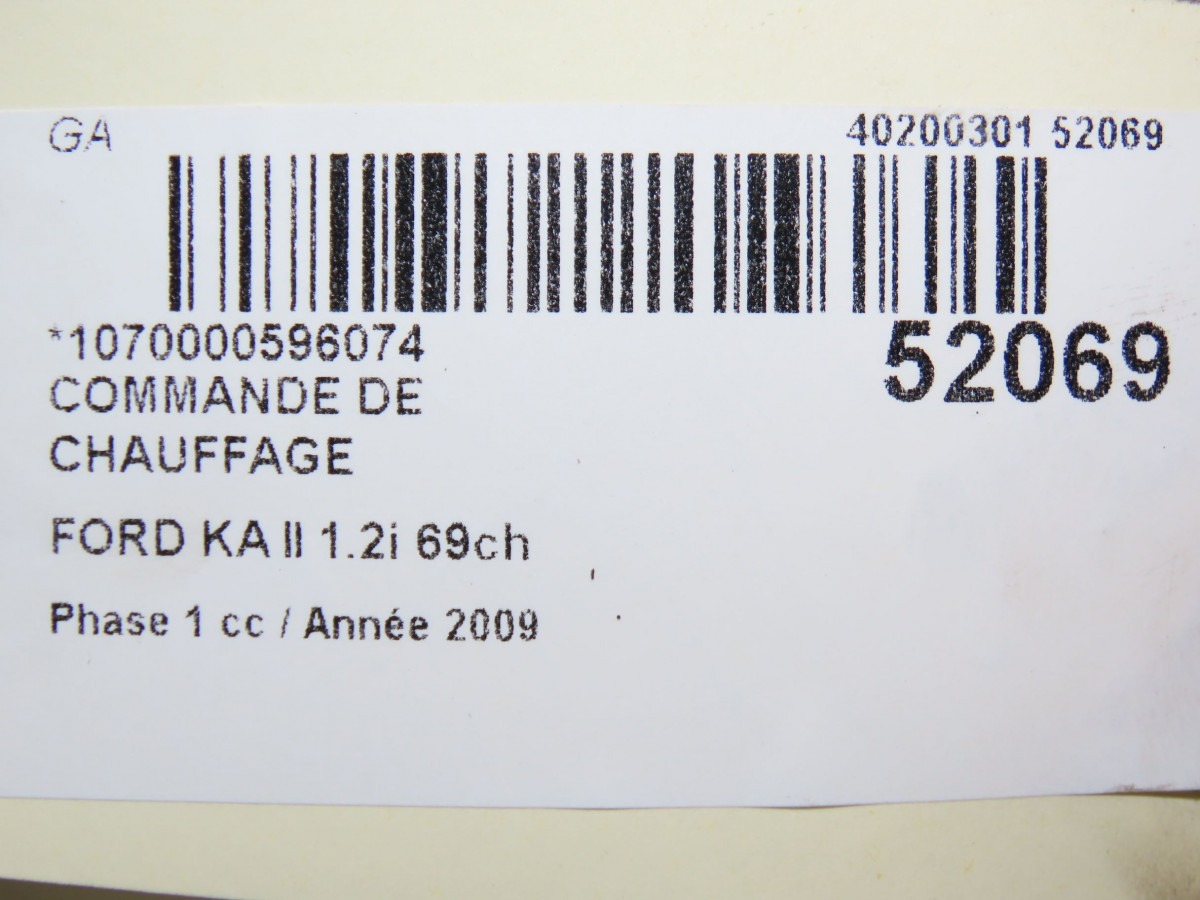 GA
40200301 52069
*1070000596074
52069
COMMANDE DE
CHAUFFAGE
FORD KA II 1.2i 69ch
Phase 1 cc / Année 2009